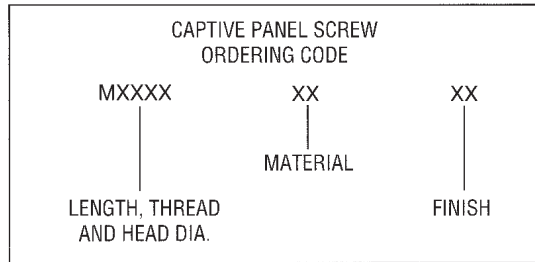 CAPTIVE PANEL SCREW
ORDERING CODE
MXXXX XX XX
MATERIAL
LENGTH, THREAD FINISH
AND HEAD DIA.